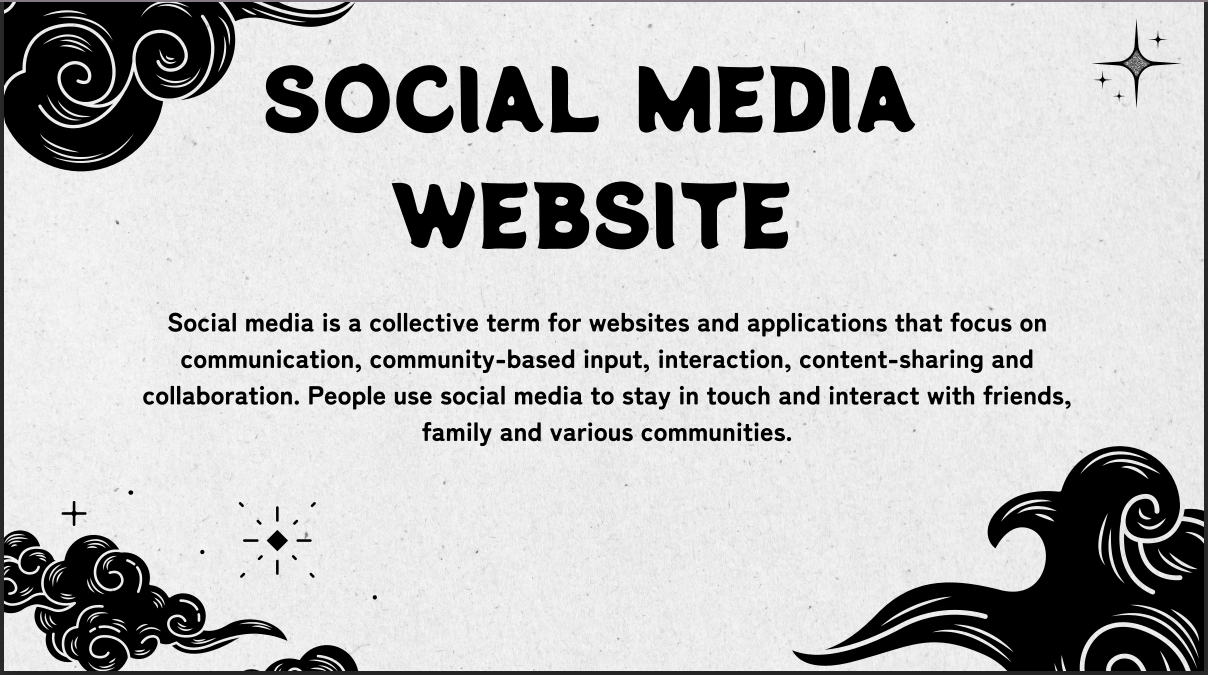 SOCIAL MEDIA
WEBSITE
Social media is a collective term for websites and applications that focus on
communication, community-based input, interaction, content-sharing and
collaboration. People use social media to stay in touch and interact with friends,
family and various communities.